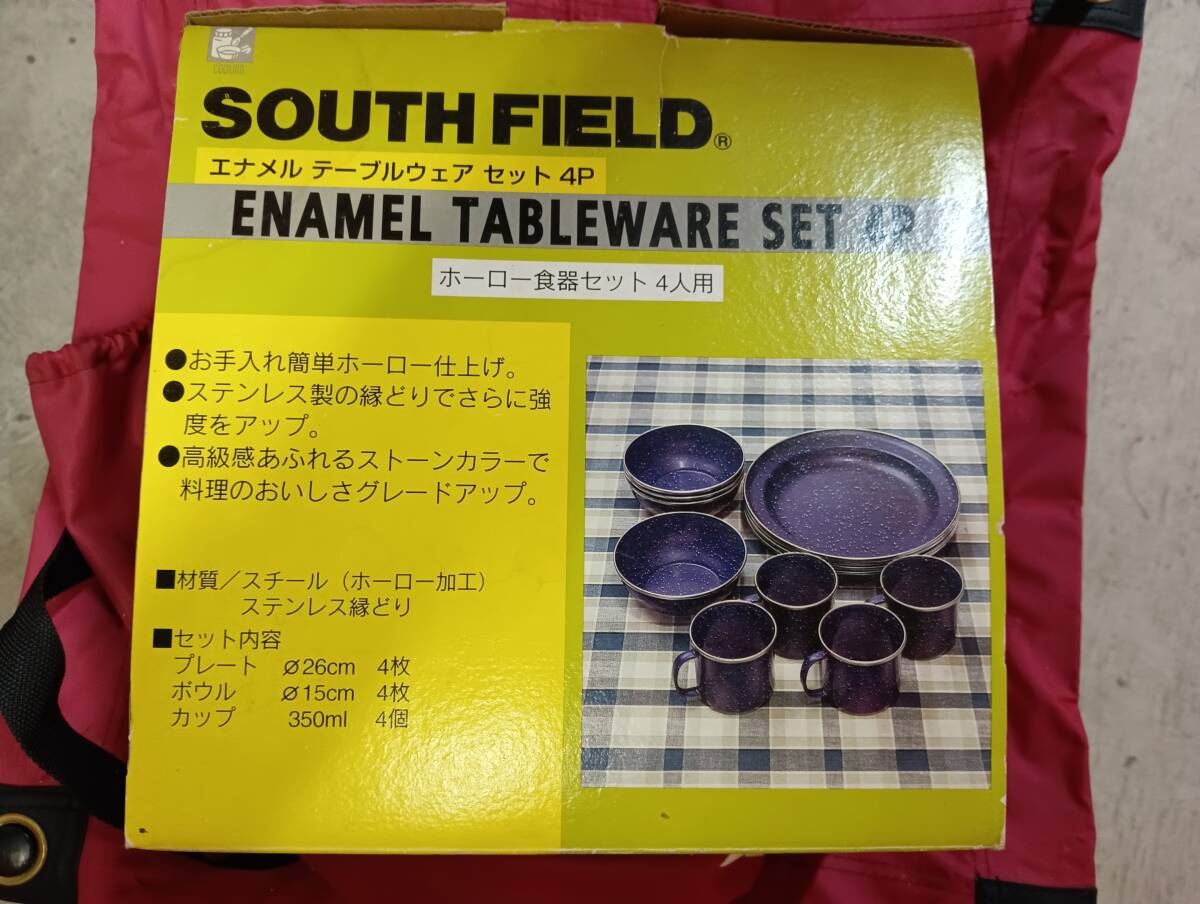 COOKING
SOUTH FIELD®
エナメル テーブルウェア セット 4P
ENAMEL TABLEWARE SET 4P
ホーロー食器セット 4人用
●お手入れ簡単ホーロー仕上げ。
●ステンレス製の縁どりでさらに強
度をアップ。
●高級感あふれるストーンカラーで
料理のおいしさグレードアップ。
■材質／スチール（ホーロー加工）
ステンレス縁どり
■セット内容
プレート ø26cm 4枚
ボウル ø15cm 4枚
カップ 350ml 4個